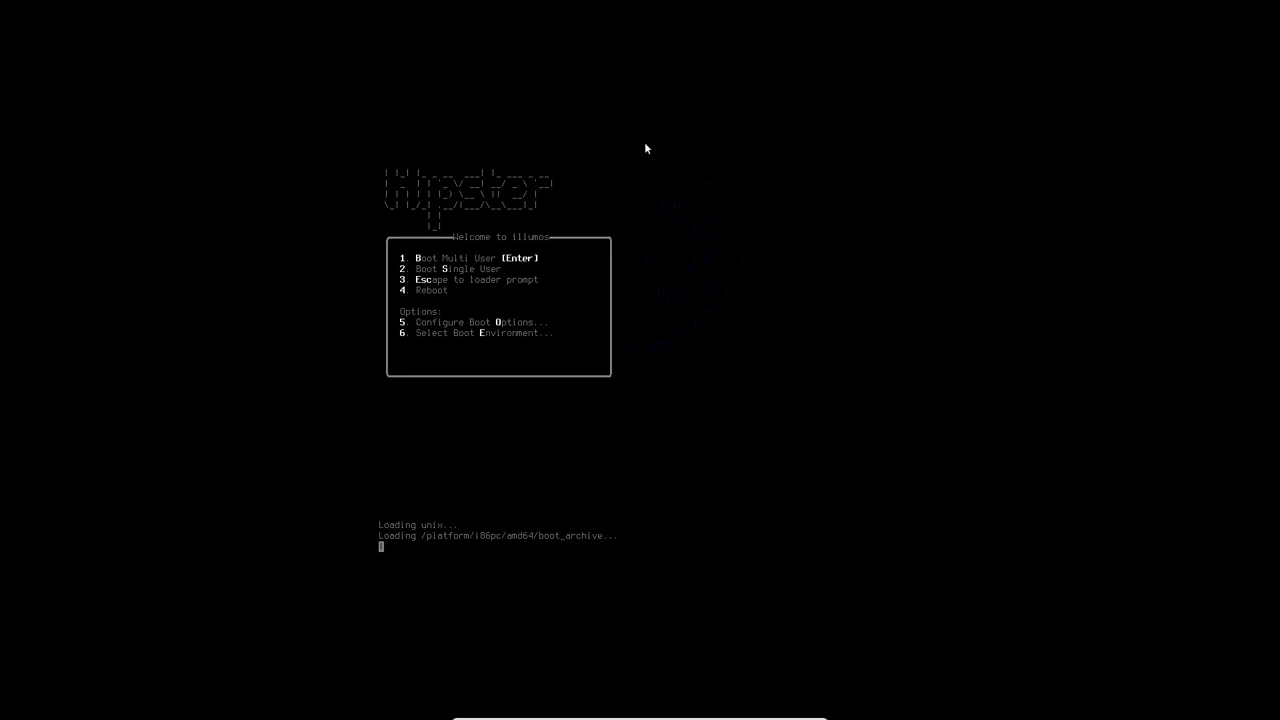 Hipster
Welcome to illumos
1. Boot Multi User [Enter]
2. Boot Single User
3. Escape to loader prompt
4. Reboot
Options:
5. Configure Boot Options...
6. Select Boot Environment...
Loading unix...
Loading /platform/i86pc/amd64/boot_archive...